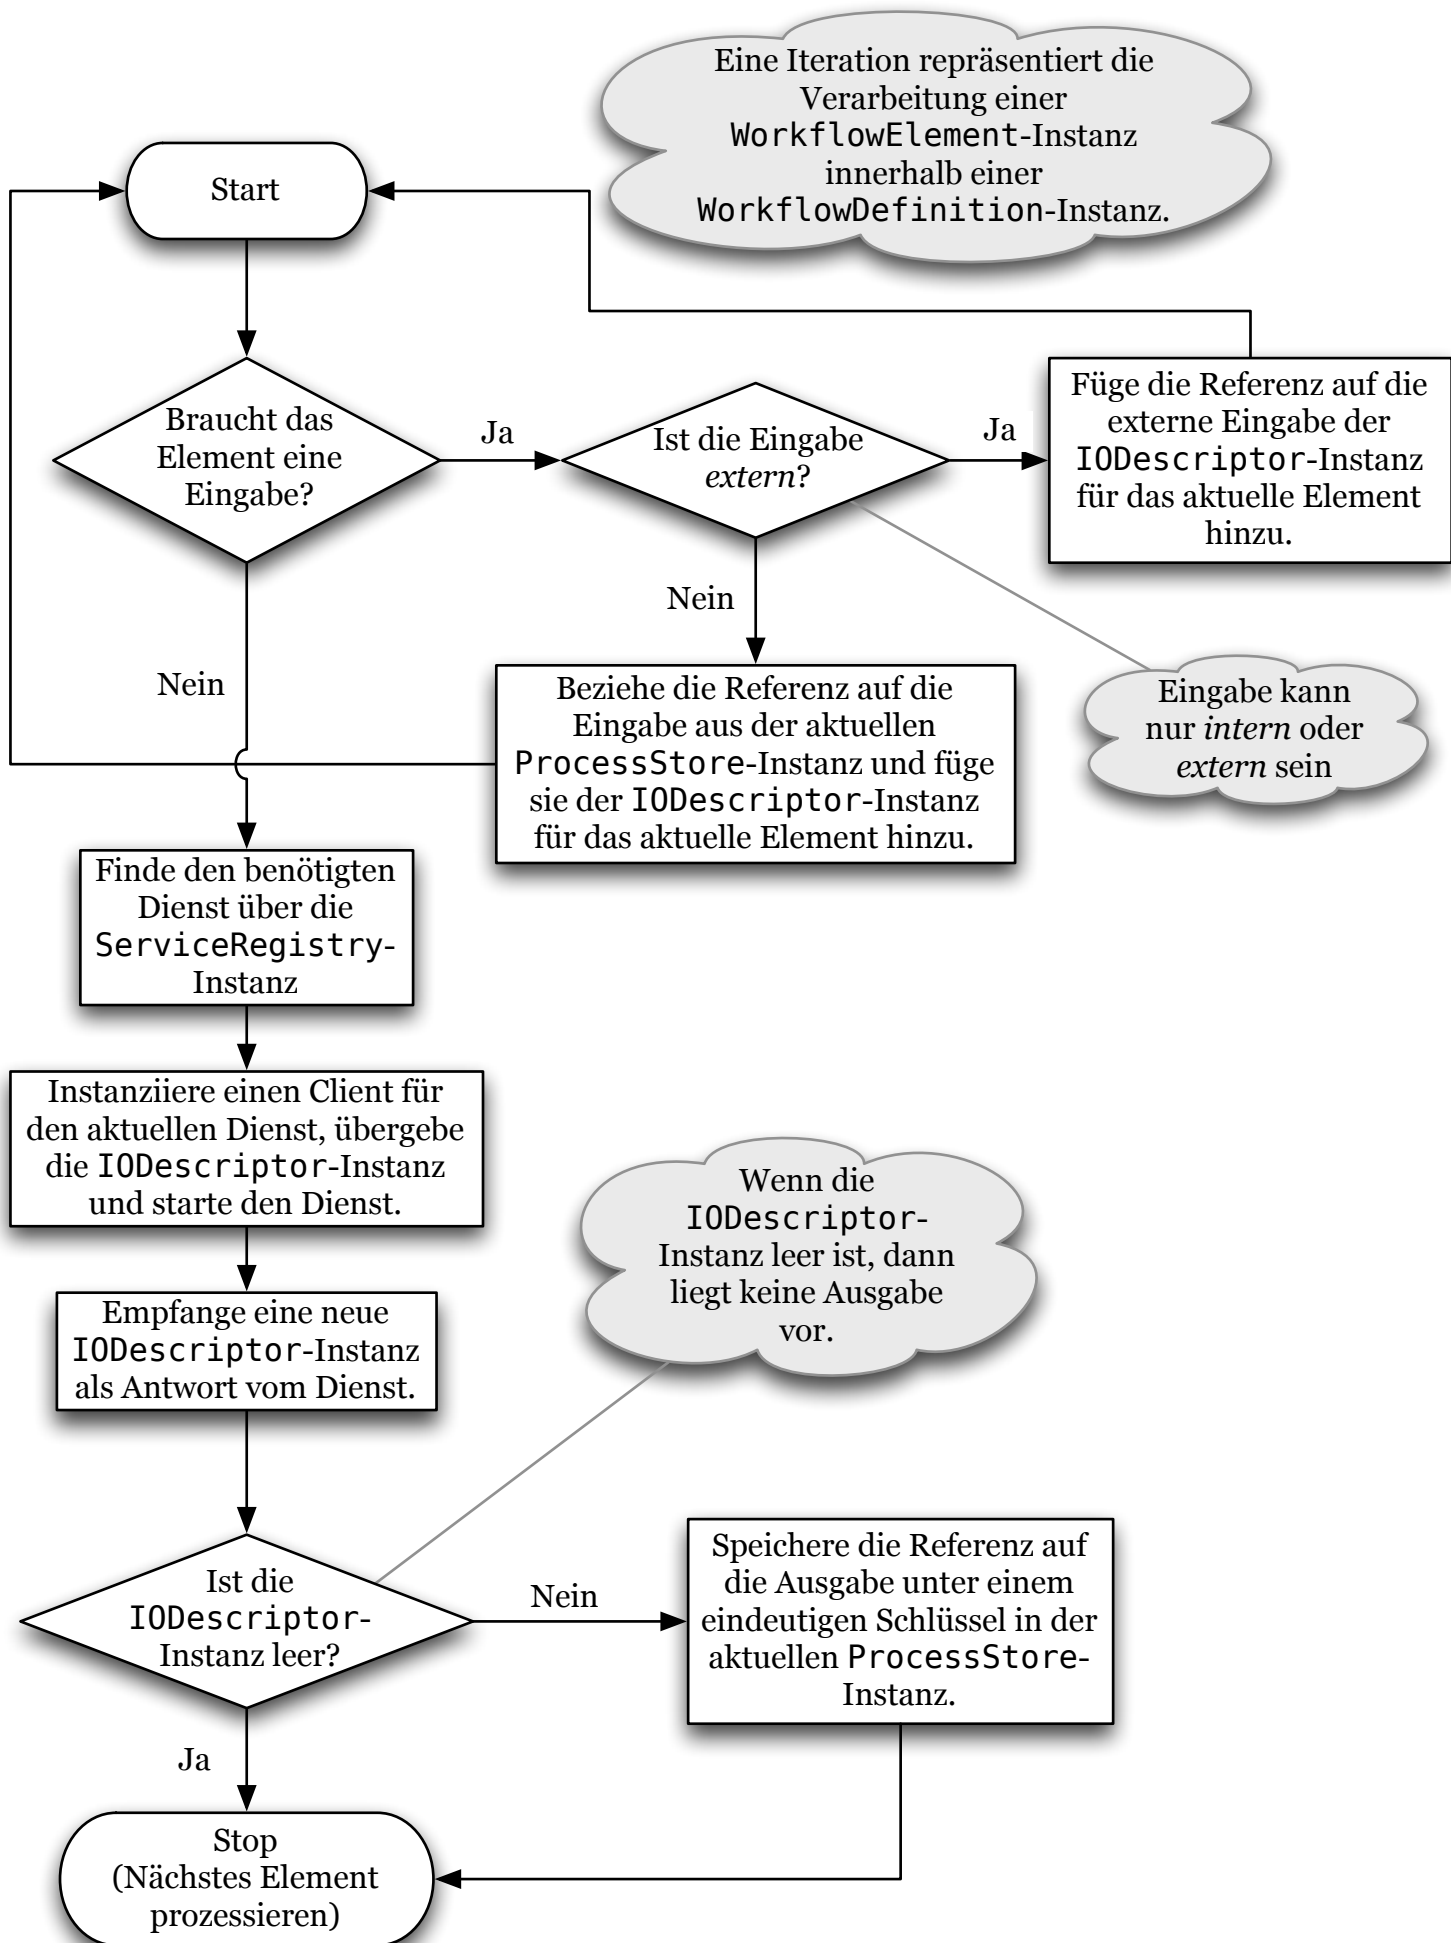 Eine Iteration repräsentiert die
Verarbeitung einer
WorkflowElement-Instanz
innerhalb einer
WorkflowDefinition-Instanz.
Start
Braucht das
Element eine
Eingabe?
Ja
Ist die Eingabe
extern?
Ja
Füge die Referenz auf die
externe Eingabe der
IODescriptor-Instanz
für das aktuelle Element
hinzu.
Nein
Nein
Beziehe die Referenz auf die
Eingabe aus der aktuellen
ProcessStore-Instanz und füge
sie der IODescriptor-Instanz
für das aktuelle Element hinzu.
Eingabe kann
nur intern oder
extern sein
Finde den benötigten
Dienst über die
ServiceRegistry-
Instanz
Instanziiere einen Client für
den aktuellen Dienst, übergebe
die IODescriptor-Instanz
und starte den Dienst.
Wenn die
IODescriptor-
Instanz leer ist, dann
liegt keine Ausgabe
vor.
Empfange eine neue
IODescriptor-Instanz
als Antwort vom Dienst.
Ist die
IODescriptor-
Instanz leer?
Nein
Speichere die Referenz auf
die Ausgabe unter einem
eindeutigen Schlüssel in der
aktuellen ProcessStore-
Instanz.
Ja
Stop
(Nächstes Element
prozessieren)